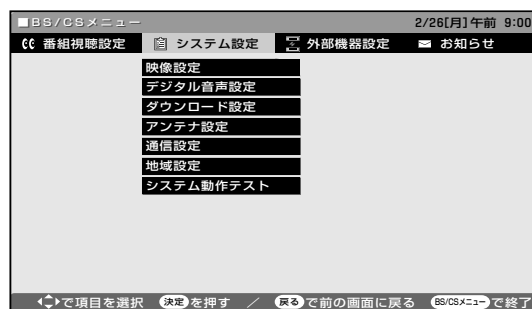 ■BS/CSメニュー 2/26[月]午前 9:00
番組視聴設定 システム設定 外部機器設定 お知らせ
映像設定
デジタル音声設定
ダウンロード設定
アンテナ設定
通信設定
地域設定
システム動作テスト
で項目を選択 決定を押す / 戻るで前の画面に戻る BS/CSメニューで終了